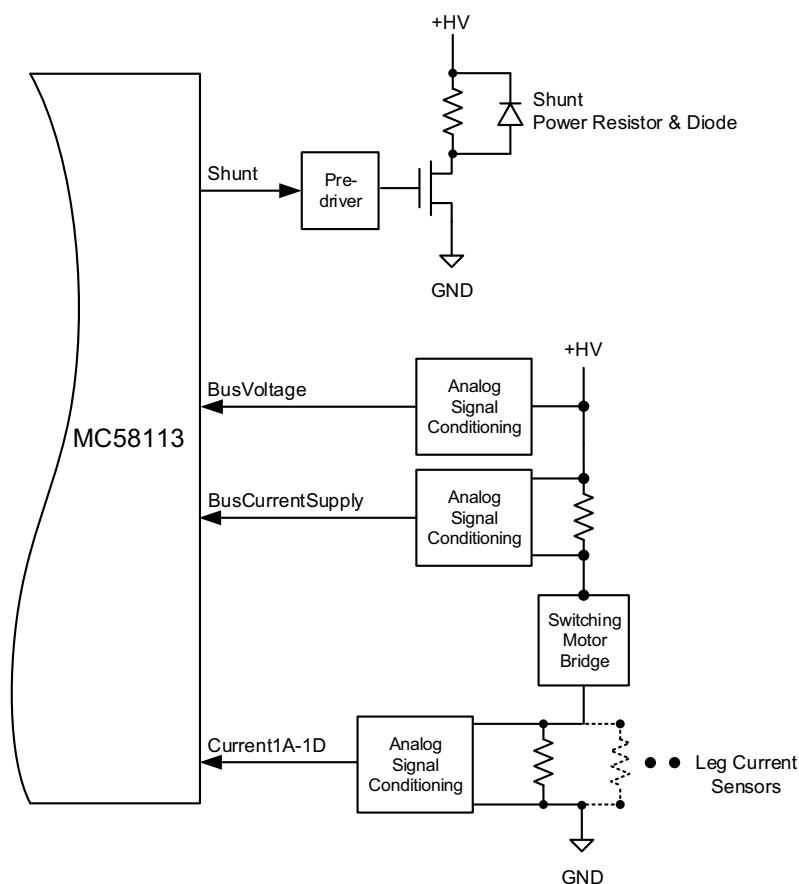 +HV
Shunt
Power Resistor & Diode
Shunt
Pre-
driver
GND
+HV
BusVoltage
Analog
Signal
Conditioning
MC58113
BusCurrentSupply
Analog
Signal
Conditioning
Switching
Motor
Bridge
Current1A-1D
Analog
Signal
Conditioning
Leg Current
Sensors
GND